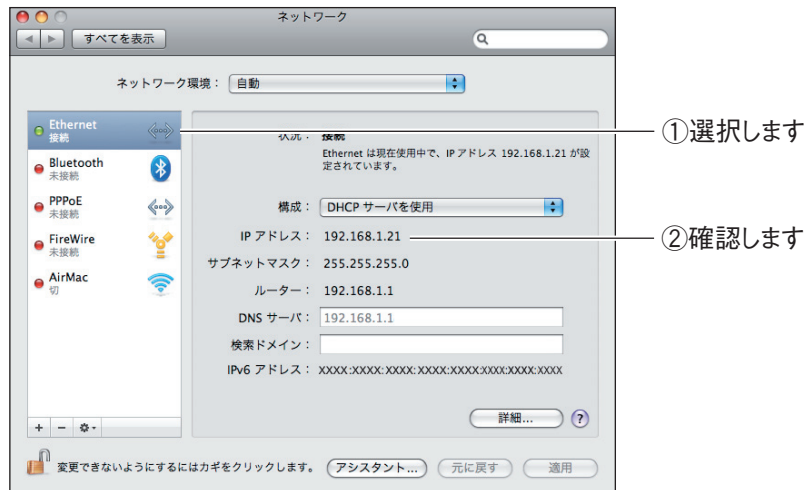 ネットワーク
すべてを表示
ネットワーク環境： 自動
Ethernet
接続
Bluetooth
未接続
PPPoE
未接続
FireWire
未接続
AirMac
切
状況： 接続
Ethernet は現在使用中で、IP アドレス 192.168.1.21 が設
定されています。
構成： DHCP サーバを使用
IP アドレス： 192.168.1.21
サブネットマスク： 255.255.255.0
ルーター： 192.168.1.1
DNS サーバ： 192.168.1.1
検索ドメイン：
IPv6 アドレス： XXXX:XXXX:XXXX:XXXX:XXXX:XXXX:XXXX:XXXX
詳細... ?
+ −
変更できないようにするにはカギをクリックします。 アシスタント... 元に戻す 適用
①選択します
②確認します